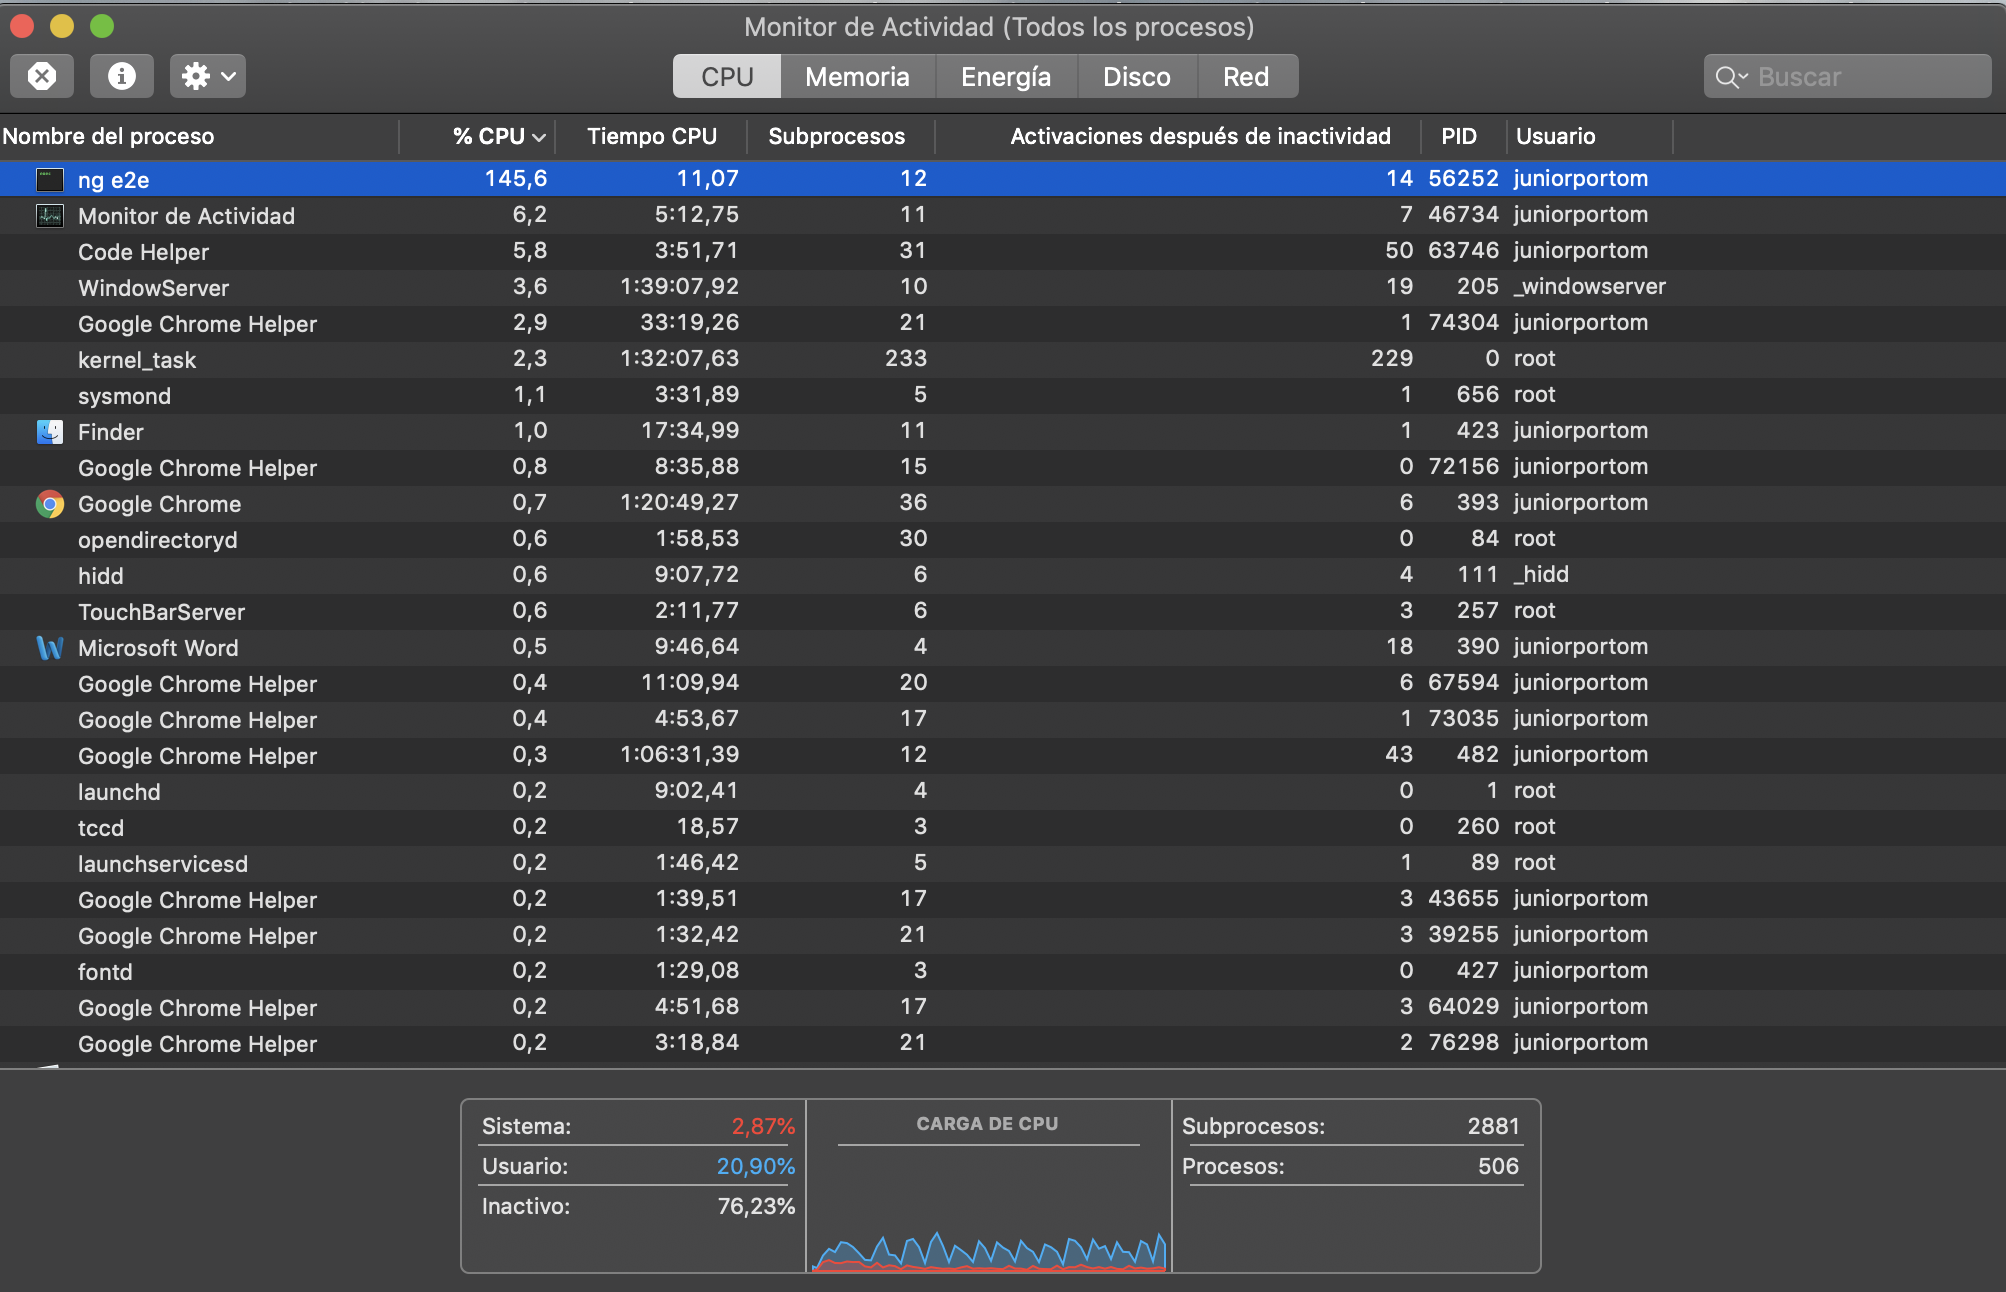 Monitor de Actividad (Todos los procesos)
CPU Memoria Energía Disco Red Buscar
Nombre del proceso % CPU Tiempo CPU Subprocesos Activaciones después de inactividad PID Usuario
ng e2e 145,6 11,07 12 14 56252 juniorportom
Monitor de Actividad 6,2 5:12,75 11 7 46734 juniorportom
Code Helper 5,8 3:51,71 31 50 63746 juniorportom
WindowServer 3,6 1:39:07,92 10 19 205 _windowserver
Google Chrome Helper 2,9 33:19,26 21 1 74304 juniorportom
kernel_task 2,3 1:32:07,63 233 229 0 root
sysmond 1,1 3:31,89 5 1 656 root
Finder 1,0 17:34,99 11 1 423 juniorportom
Google Chrome Helper 0,8 8:35,88 15 0 72156 juniorportom
Google Chrome 0,7 1:20:49,27 36 6 393 juniorportom
opendirectoryd 0,6 1:58,53 30 0 84 root
hidd 0,6 9:07,72 6 4 111 _hidd
TouchBarServer 0,6 2:11,77 6 3 257 root
Microsoft Word 0,5 9:46,64 4 18 390 juniorportom
Google Chrome Helper 0,4 11:09,94 20 6 67594 juniorportom
Google Chrome Helper 0,4 4:53,67 17 1 73035 juniorportom
Google Chrome Helper 0,3 1:06:31,39 12 43 482 juniorportom
launchd 0,2 9:02,41 4 0 1 root
tccd 0,2 18,57 3 0 260 root
launchservicesd 0,2 1:46,42 5 1 89 root
Google Chrome Helper 0,2 1:39,51 17 3 43655 juniorportom
Google Chrome Helper 0,2 1:32,42 21 3 39255 juniorportom
fontd 0,2 1:29,08 3 0 427 juniorportom
Google Chrome Helper 0,2 4:51,68 17 3 64029 juniorportom
Google Chrome Helper 0,2 3:18,84 21 2 76298 juniorportom
Sistema: 2,87% CARGA DE CPU Subprocesos: 2881
Usuario: 20,90% Procesos: 506
Inactivo: 76,23%